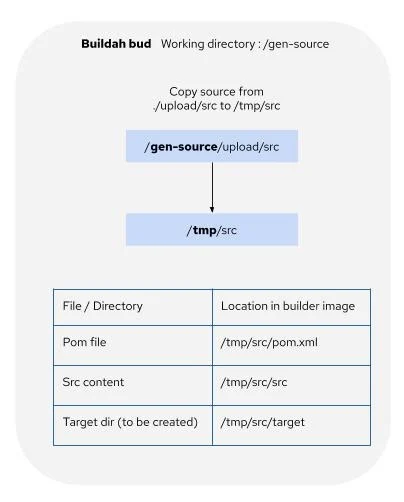 Buildah bud Working directory : /gen-source
Copy source from
./upload/src to /tmp/src
/gen-source/upload/src
/tmp/src
File / Directory Location in builder image
Pom file /tmp/src/pom.xml
Src content /tmp/src/src
Target dir (to be created) /tmp/src/target